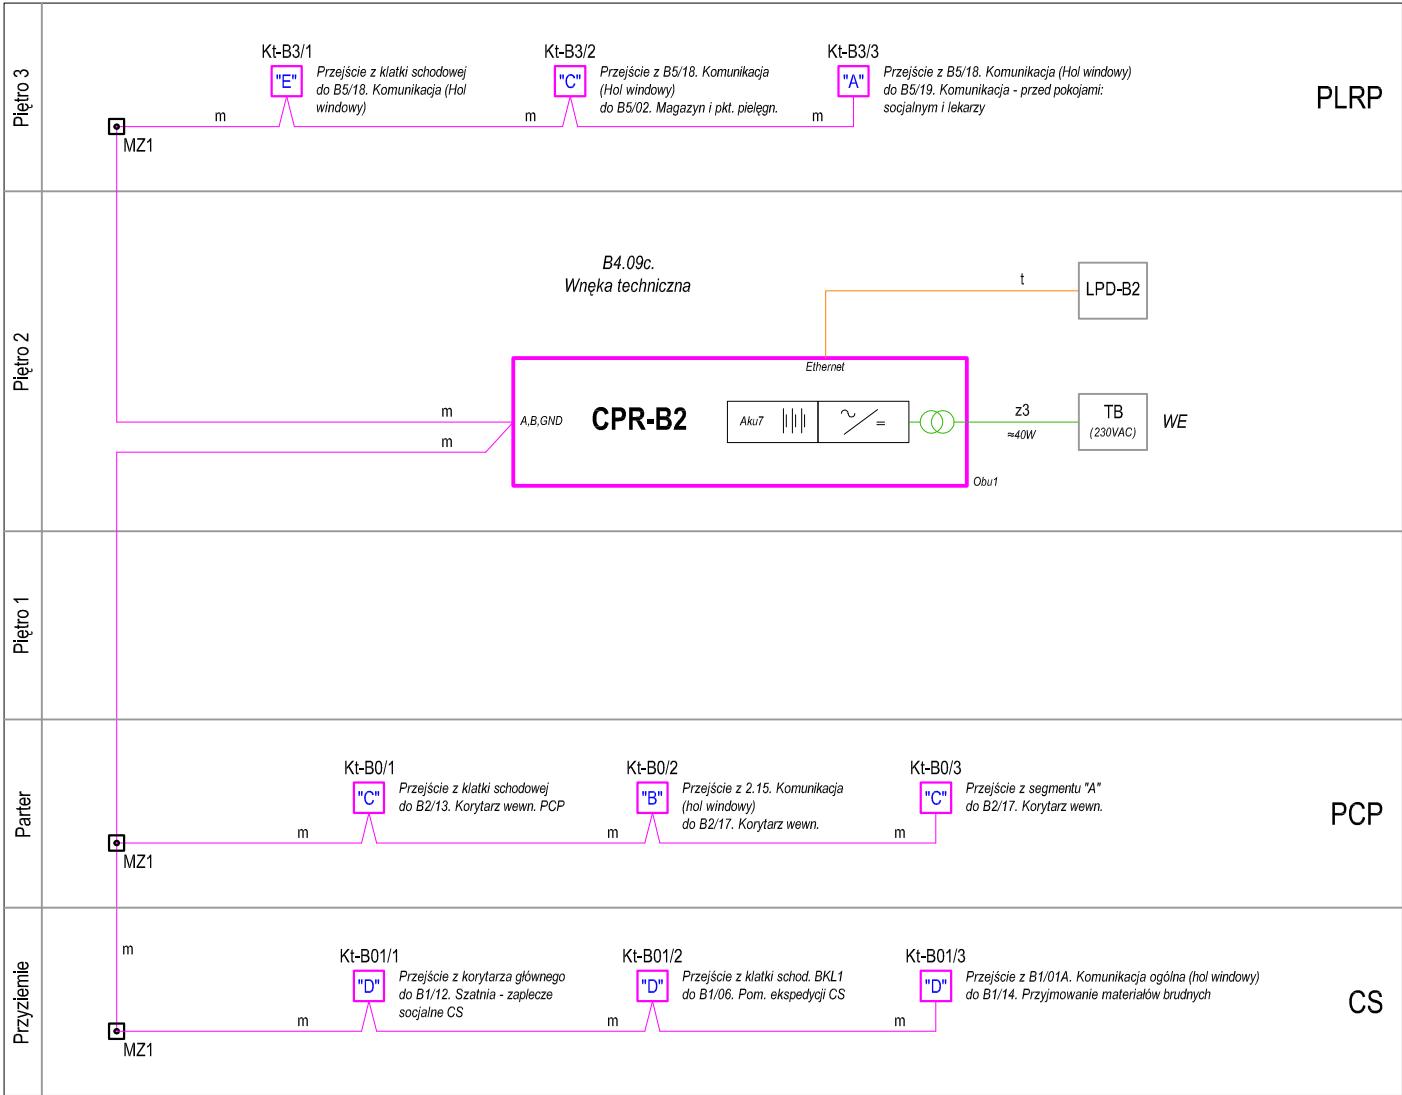 Piętro 3
Kt-B3/1
"E"
Przejście z klatki schodowej
do B5/18. Komunikacja (Hol
windowy)
Kt-B3/2
"C"
Przejście z B5/18. Komunikacja
(Hol windowy)
do B5/02. Magazyn i pkt. pielęgn.
Kt-B3/3
"A"
Przejście z B5/18. Komunikacja (Hol windowy)
do B5/19. Komunikacja - przed pokojami:
socjalnym i lekarzy
PLRP
m
m
m
MZ1
Piętro 2
B4.09c.
Wnęka techniczna
t
LPD-B2
Ethernet
m
m
A,B,GND
CPR-B2
Aku7
z3
≈40W
TB
(230VAC)
WE
Obu1
Piętro 1
Parter
Kt-B0/1
"C"
Przejście z klatki schodowej
do B2/13. Korytarz wewn. PCP
Kt-B0/2
"B"
Przejście z 2.15. Komunikacja
(hol windowy)
do B2/17. Korytarz wewn.
Kt-B0/3
"C"
Przejście z segmentu "A"
do B2/17. Korytarz wewn.
PCP
m
m
m
MZ1
Przyziemie
m
Kt-B01/1
"D"
Przejście z korytarza głównego
do B1/12. Szatnia - zaplecze
socjalne CS
Kt-B01/2
"D"
Przejście z klatki schod. BKL1
do B1/06. Pom. ekspedycji CS
Kt-B01/3
"D"
Przejście z B1/01A. Komunikacja ogólna (hol windowy)
do B1/14. Przyjmowanie materiałów brudnych
CS
m
m
m
MZ1